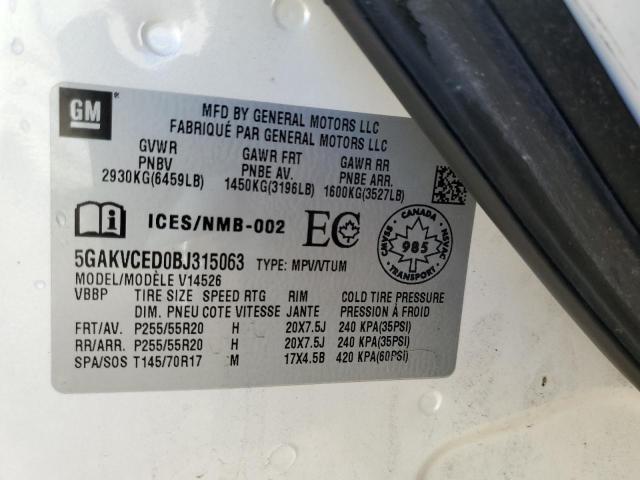 GM
MFD BY GENERAL MOTORS LLC
FABRIQUÉ PAR GENERAL MOTORS LLC
GVWR GAWR FRT GAWR RR
PNBV PNBE AV. PNBE ARR.
2930KG(6459LB) 1450KG(3196LB) 1600KG(3527LB)
i ICES/NMB-002 EC
CANADA
CMVSS 985 NSVAC
TRANSPORT
5GAKVCED0BJ315063 TYPE: MPV/VTUM
MODEL/MODÈLE V14526
VBBP TIRE SIZE SPEED RTG RIM COLD TIRE PRESSURE
DIM. PNEU COTE VITESSE JANTE PRESSION À FROID
FRT/AV. P255/55R20 H 20X7.5J 240 KPA(35PSI)
RR/ARR. P255/55R20 H 20X7.5J 240 KPA(35PSI)
SPA/SOS T145/70R17 M 17X4.5B 420 KPA(60PSI)